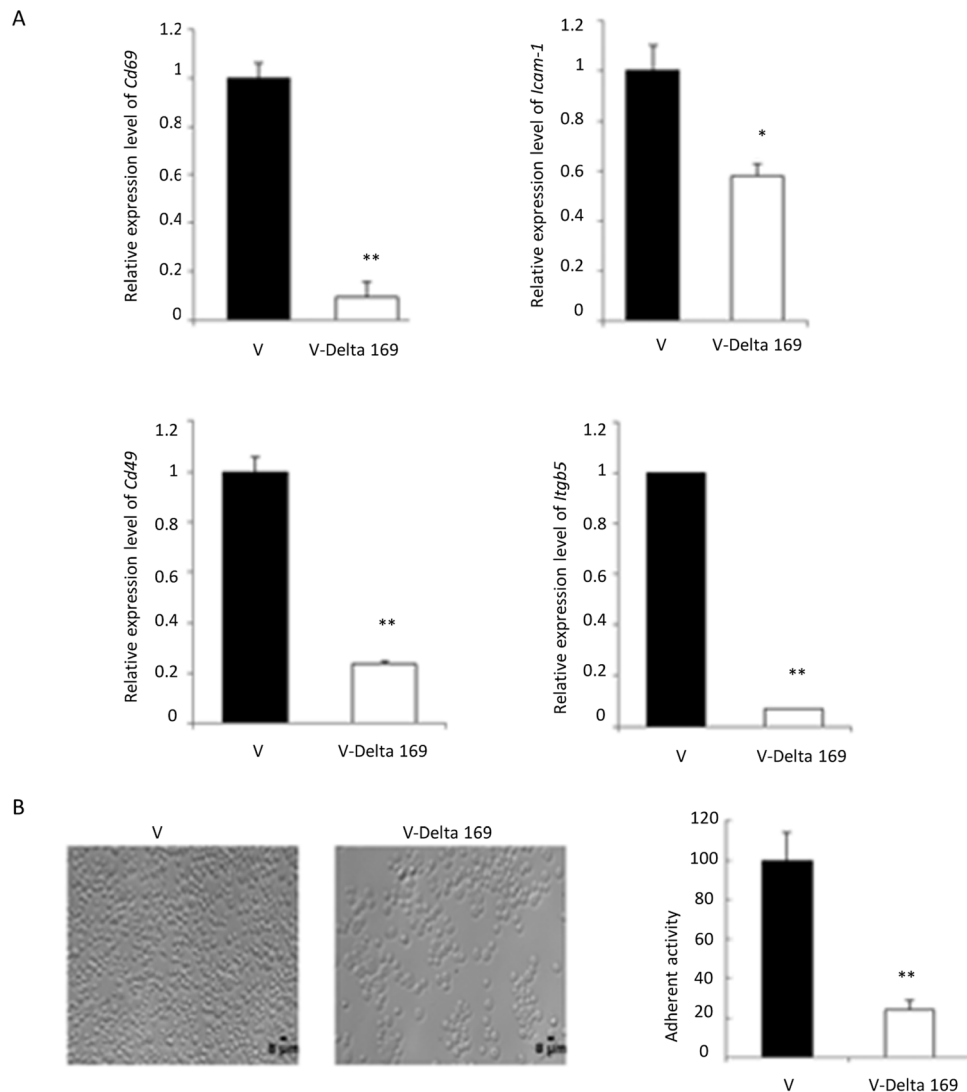 A
Relative expression level of Cd69
1.2
1
0.8
0.6
0.4
0.2
0
**
V
V-Delta 169
Relative expression level of Icam-1
1.2
1
0.8
0.6
0.4
0.2
0
*
V
V-Delta 169
Relative expression level of Cd49
1.2
1
0.8
0.6
0.4
0.2
0
**
V
V-Delta 169
Relative expression level of Itgb5
1.2
1
0.8
0.6
0.4
0.2
0
**
V
V-Delta 169
B
V
8 µm
V-Delta 169
8 µm
Adherent activity
120
100
80
60
40
20
0
**
V
V-Delta 169